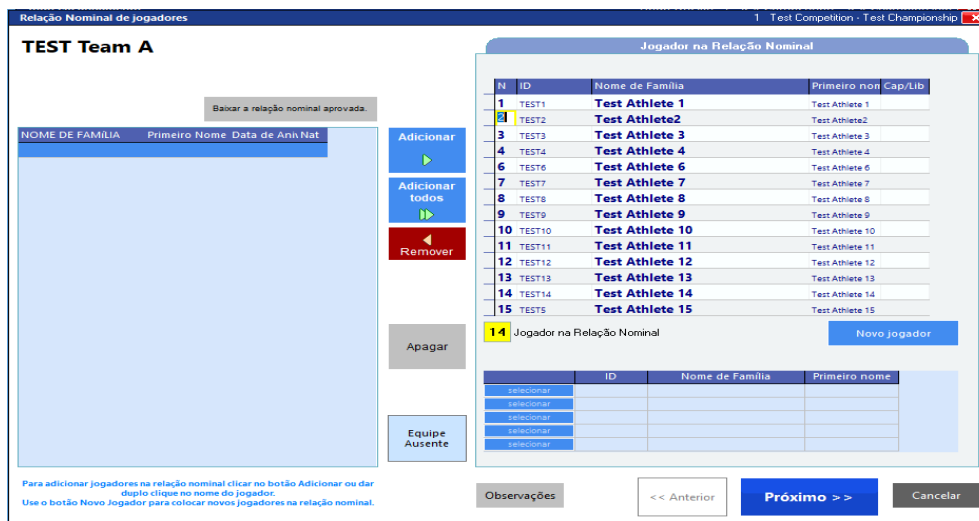 Relação Nominal de jogadores
1 Test Competition - Test Championship
TEST Team A
Baixar a relação nominal aprovada.
NOME DE FAMÍLIA Primeiro Nome Data de Ani Nat
Adicionar
Adicionar
todos
Remover
Apagar
Equipe
Ausente
Jogador na Relação Nominal
N ID Nome de Família Primeiro non Cap/Lib
1 TEST1 Test Athlete 1 Test Athlete 1
2 TEST2 Test Athlete2 Test Athlete2
3 TEST3 Test Athlete 3 Test Athlete 3
4 TEST4 Test Athlete 4 Test Athlete 4
6 TEST6 Test Athlete 6 Test Athlete 6
7 TEST7 Test Athlete 7 Test Athlete 7
8 TEST8 Test Athlete 8 Test Athlete 8
9 TEST9 Test Athlete 9 Test Athlete 9
10 TEST10 Test Athlete 10 Test Athlete 10
11 TEST11 Test Athlete 11 Test Athlete 11
12 TEST12 Test Athlete 12 Test Athlete 12
13 TEST13 Test Athlete 13 Test Athlete 13
14 TEST14 Test Athlete 14 Test Athlete 14
15 TEST5 Test Athlete 15 Test Athlete 15
14 Jogador na Relação Nominal
Novo jogador
ID Nome de Família Primeiro nome
selecionar
selecionar
selecionar
selecionar
selecionar
Para adicionar jogadores na relação nominal clicar no botão Adicionar ou dar
duplo clique no nome do jogador.
Use o botão Novo Jogador para colocar novos jogadores na relação nominal.
Observações
<< Anterior
Próximo >>
Cancelar